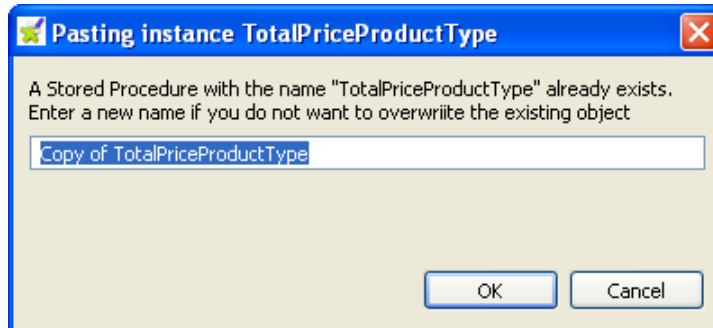 Pasting instance TotalPriceProductType
A Stored Procedure with the name "TotalPriceProductType" already exists.
Enter a new name if you do not want to overwriite the existing object
Copy of TotalPriceProductType
OK Cancel